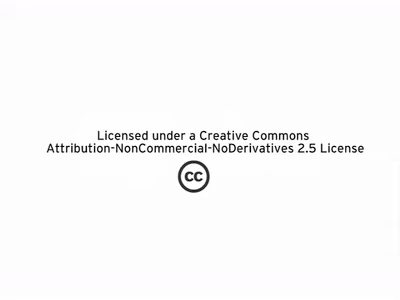 Licensed under a Creative Commons
Attribution-NonCommercial-NoDerivatives 2.5 License
cc